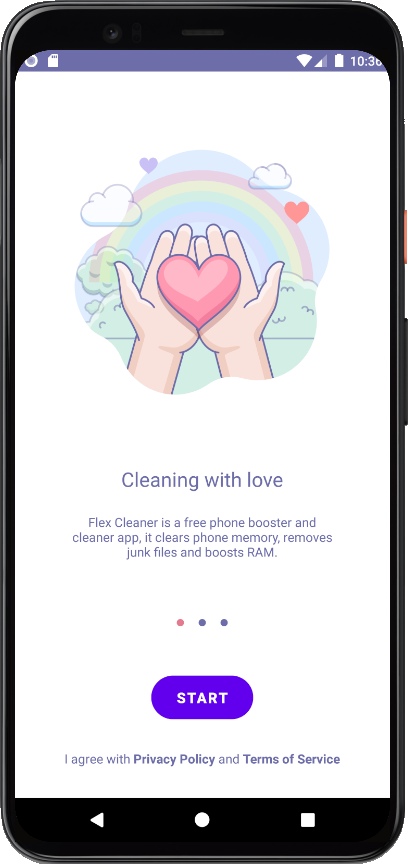 10:36
Cleaning with love
Flex Cleaner is a free phone booster and
cleaner app, it clears phone memory, removes
junk files and boosts RAM.
START
I agree with Privacy Policy and Terms of Service